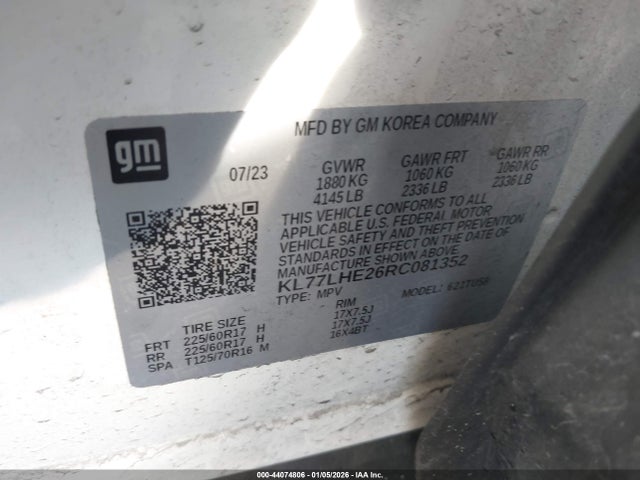 gm
MFD BY GM KOREA COMPANY
07/23
GVWR GAWR FRT GAWR RR
1880 KG 1060 KG 1060 KG
4145 LB 2336 LB 2336 LB
THIS VEHICLE CONFORMS TO ALL
APPLICABLE U.S. FEDERAL MOTOR
VEHICLE SAFETY AND THEFT PREVENTION
STANDARDS IN EFFECT ON THE DATE OF
MANUFACTURE SHOWN ABOVE.
KL77LHE26RC081352
TYPE: MPV MODEL:
TIRE SIZE RIM
FRT 225/60R17 H 17X7.5J
RR 225/60R17 H 17X7.5J
SPA T125/70R16 M 16X4BT
000-44074806 | 01/05/2026 | IAA Inc.